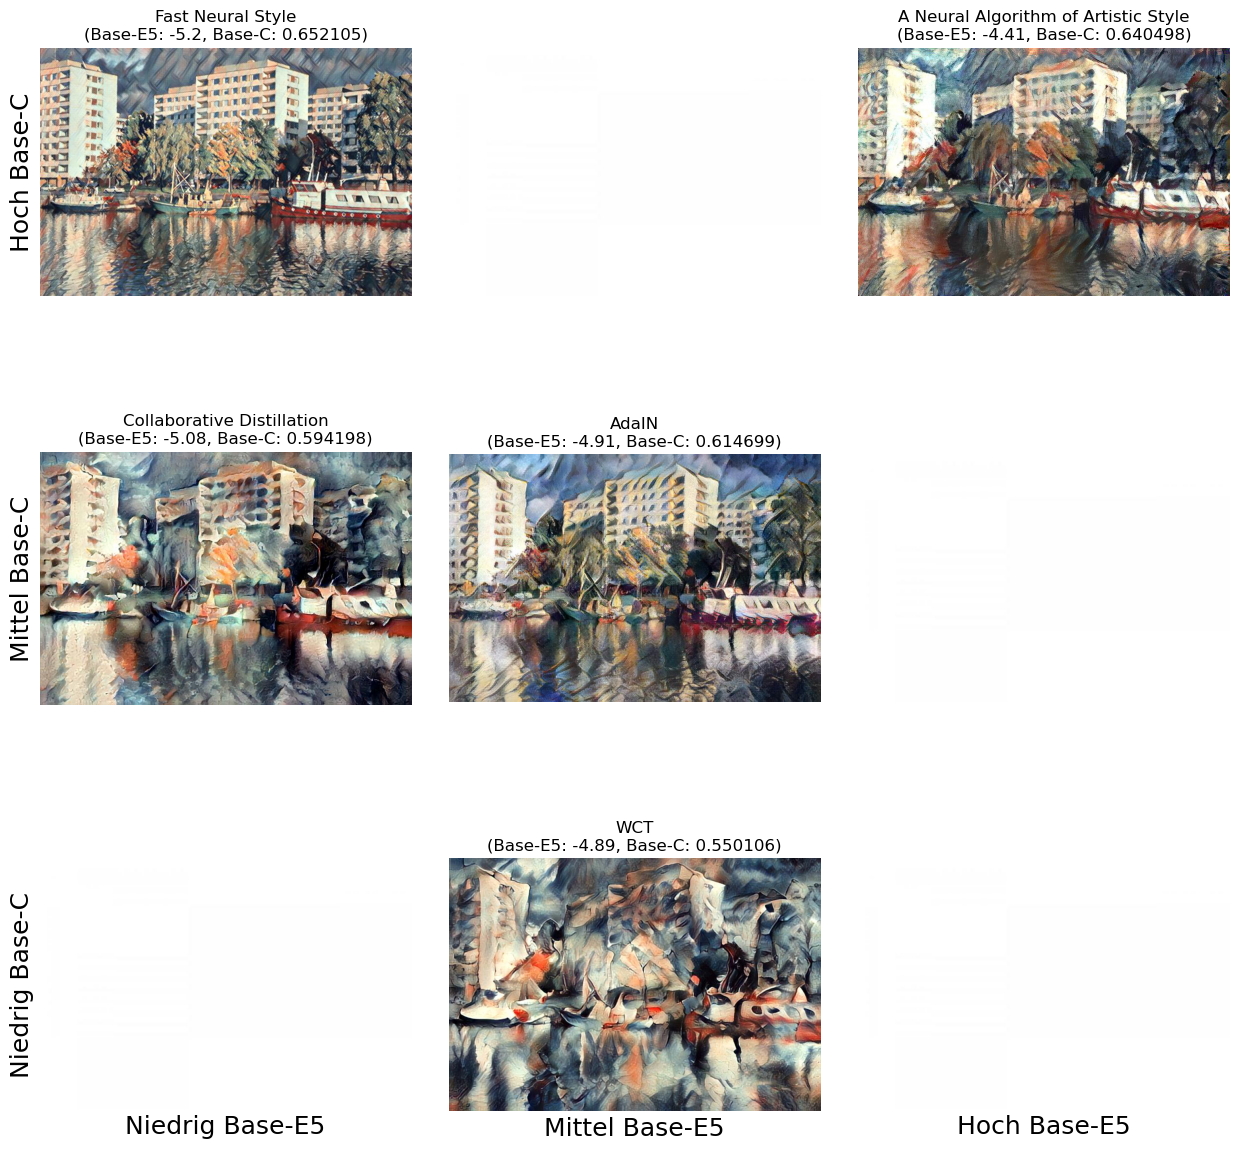 Fast Neural Style
(Base-E5: -5.2, Base-C: 0.652105)
A Neural Algorithm of Artistic Style
(Base-E5: -4.41, Base-C: 0.640498)
Hoch Base-C
Collaborative Distillation
(Base-E5: -5.08, Base-C: 0.594198)
AdaIN
(Base-E5: -4.91, Base-C: 0.614699)
Mittel Base-C
WCT
(Base-E5: -4.89, Base-C: 0.550106)
Niedrig Base-C
Niedrig Base-E5
Mittel Base-E5
Hoch Base-E5